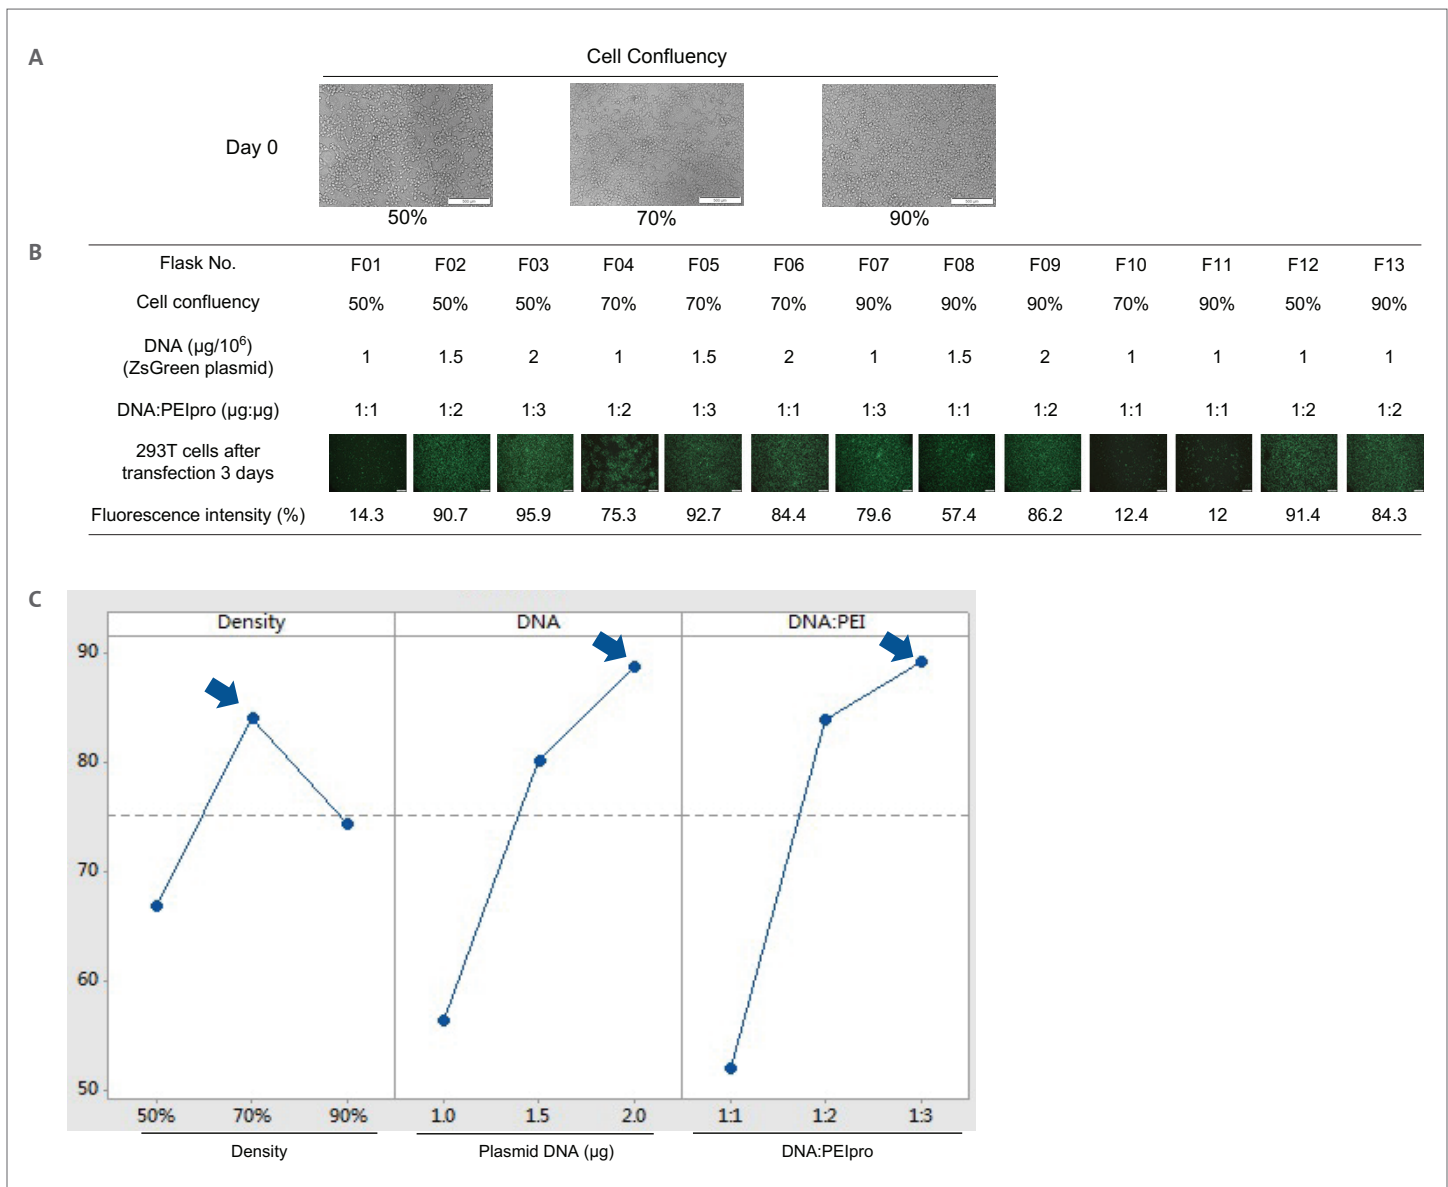 A
Cell Confluency
Day 0
500 µm
500 µm
500 µm
50% 70% 90%
B
Flask No. F01 F02 F03 F04 F05 F06 F07 F08 F09 F10 F11 F12 F13
Cell confluency 50% 50% 50% 70% 70% 70% 90% 90% 90% 70% 90% 50% 90%
DNA (µg/10⁶)
(ZsGreen plasmid) 1 1.5 2 1 1.5 2 1 1.5 2 1 1 1 1
DNA:PEIpro (µg:µg) 1:1 1:2 1:3 1:2 1:3 1:1 1:3 1:1 1:2 1:1 1:1 1:2 1:2
293T cells after
transfection 3 days
Fluorescence intensity (%) 14.3 90.7 95.9 75.3 92.7 84.4 79.6 57.4 86.2 12.4 12 91.4 84.3
C
Density DNA DNA:PEI
90
80
70
60
50
50% 70% 90% 1.0 1.5 2.0 1:1 1:2 1:3
Density Plasmid DNA (µg) DNA:PEIpro